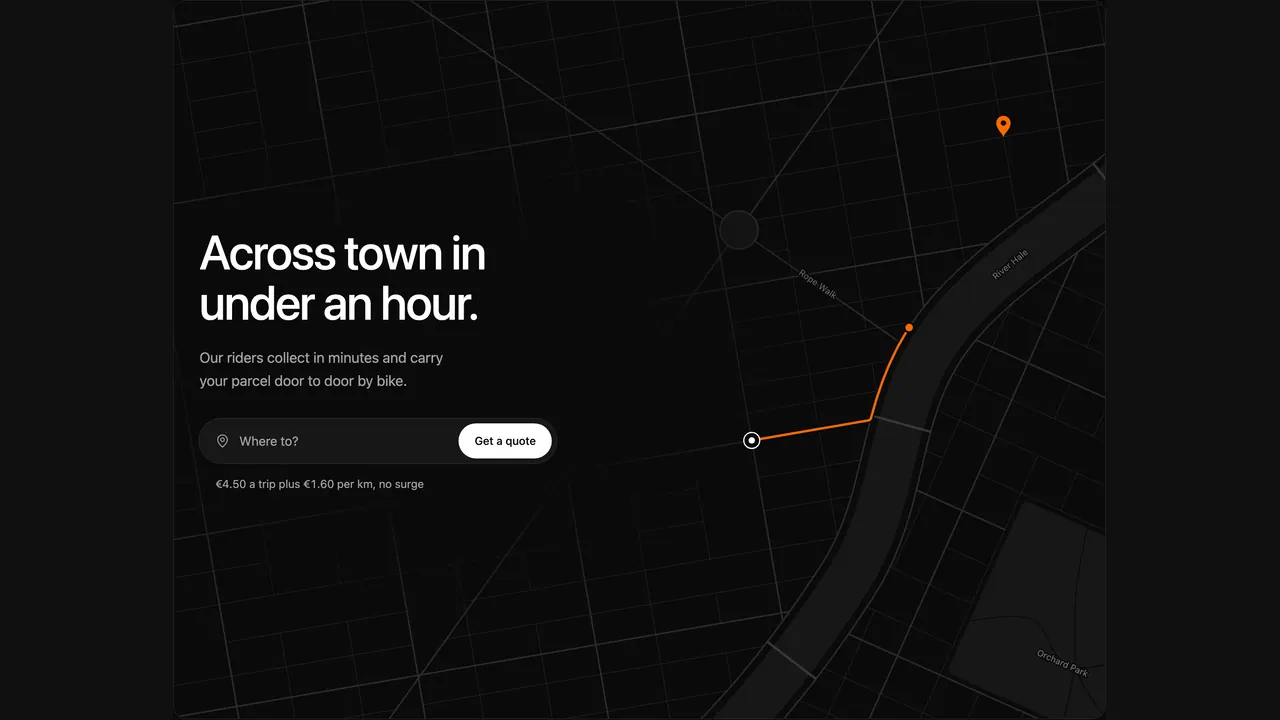 Across town in
under an hour.
Our riders collect in minutes and carry
your parcel door to door by bike.
Where to?
Get a quote
€4.50 a trip plus €1.60 per km, no surge
Rope Walk
River Hale
Orchard Park